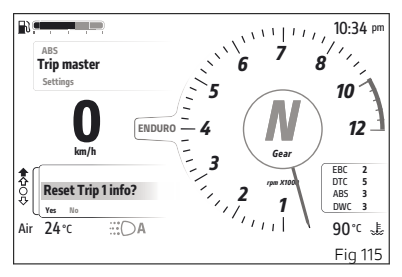 10:34 pm
ABS
Trip master
Settings
0
km/h
ENDURO
1
2
3
4
5
6
7
8
10
12
N
Gear
rpm X1000
EBC 2
DTC 5
ABS 3
DWC 3
Reset Trip 1 info?
Yes No
Air 24 °C
A
90 °C
Fig 115